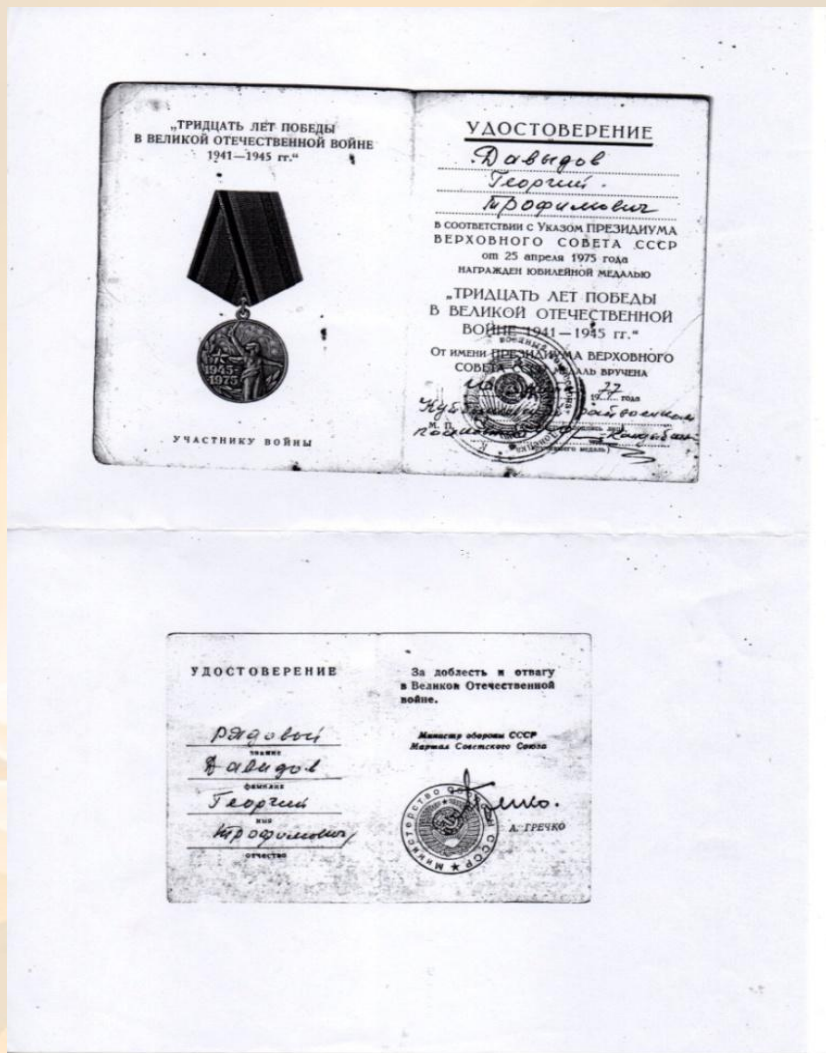 „ТРИДЦАТЬ ЛЕТ ПОБЕДЫ
В ВЕЛИКОЙ ОТЕЧЕСТВЕННОЙ ВОЙНЕ
1941—1945 гг.“
1945-
1975
УЧАСТНИКУ ВОЙНЫ
УДОСТОВЕРЕНИЕ
Давыдов
Георгий
Трофимович
В СООТВЕТСТВИИ С УКАЗОМ ПРЕЗИДИУМА
ВЕРХОВНОГО СОВЕТА СССР
от 25 апреля 1975 года
НАГРАЖДЕН ЮБИЛЕЙНОЙ МЕДАЛЬЮ
„ТРИДЦАТЬ ЛЕТ ПОБЕДЫ
В ВЕЛИКОЙ ОТЕЧЕСТВЕННОЙ
ВОЙНЕ 1941—1945 гг.“
ОТ ИМЕНИ ПРЕЗИДИУМА ВЕРХОВНОГО
СОВЕТА МЕДАЛЬ ВРУЧЕНА
1977 года
М. П.
УДОСТОВЕРЕНИЕ
рядовой
звание
Давидов
фамилия
Георгий
имя
Трофимович
отчество
За доблесть и отвагу
в Великой Отечественной
войне.
Министр обороны СССР
Маршал Советского Союза
Министерство обороны СССР
А. ГРЕЧКО